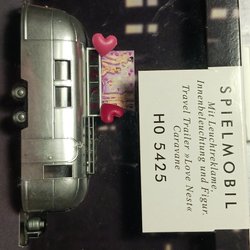 SPIELMOBIL
Mit Leuchtreklame,
Innenbeleuchtung und Figur.
Travel Trailer »Love Nest«
Caravane
H0 5425